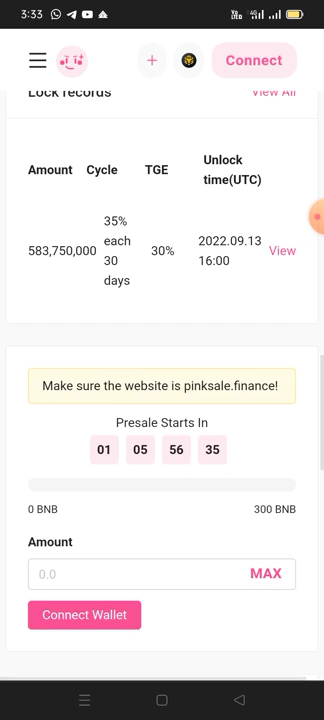 3:33
Connect
Lock records View All
Amount Cycle TGE Unlock time(UTC)
583,750,000 35% each 30 days 30% 2022.09.13 16:00 View
Make sure the website is pinksale.finance!
Presale Starts In
01 05 56 35
0 BNB 300 BNB
Amount
0.0 MAX
Connect Wallet